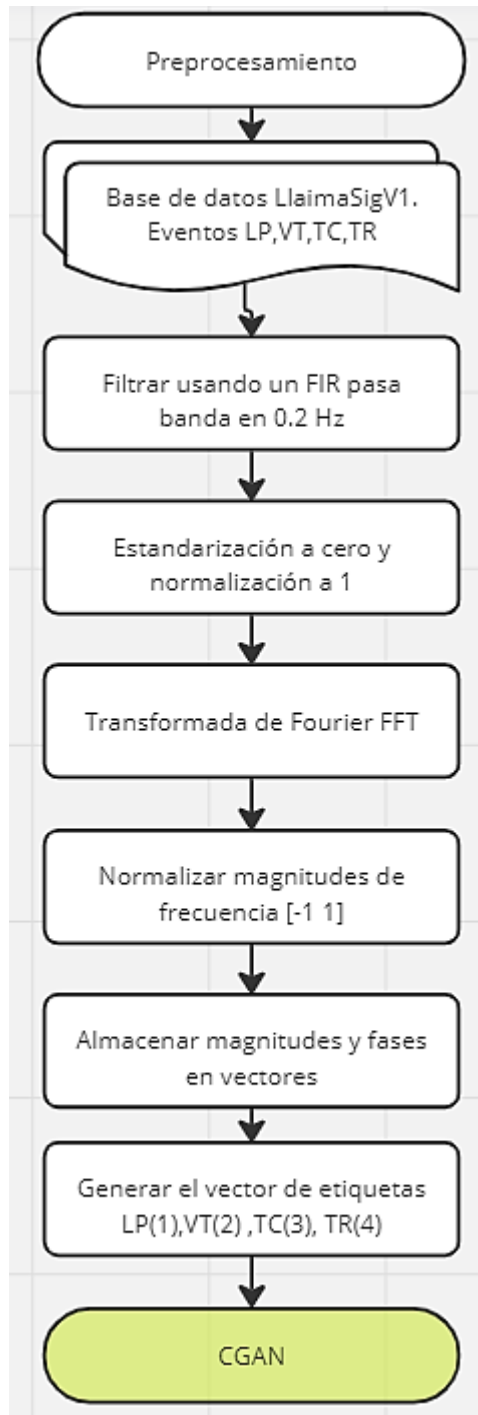 Preprocesamiento
Base de datos LlaimaSigV1.
Eventos LP,VT,TC,TR
Filtrar usando un FIR pasa
banda en 0.2 Hz
Estandarización a cero y
normalización a 1
Transformada de Fourier FFT
Normalizar magnitudes de
frecuencia [-1 1]
Almacenar magnitudes y fases
en vectores
Generar el vector de etiquetas
LP(1),VT(2) ,TC(3), TR(4)
CGAN